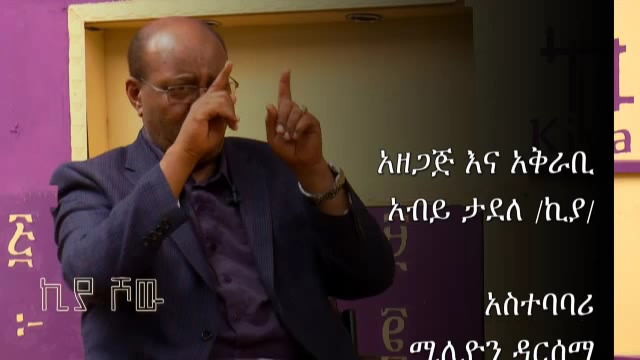 አዘጋጅ እና አቅራቢ
አብይ ታደለ /ኪያ/
ኪያ ሾው
አስተባባሪ
ሚሊዮን ዳርሰማ